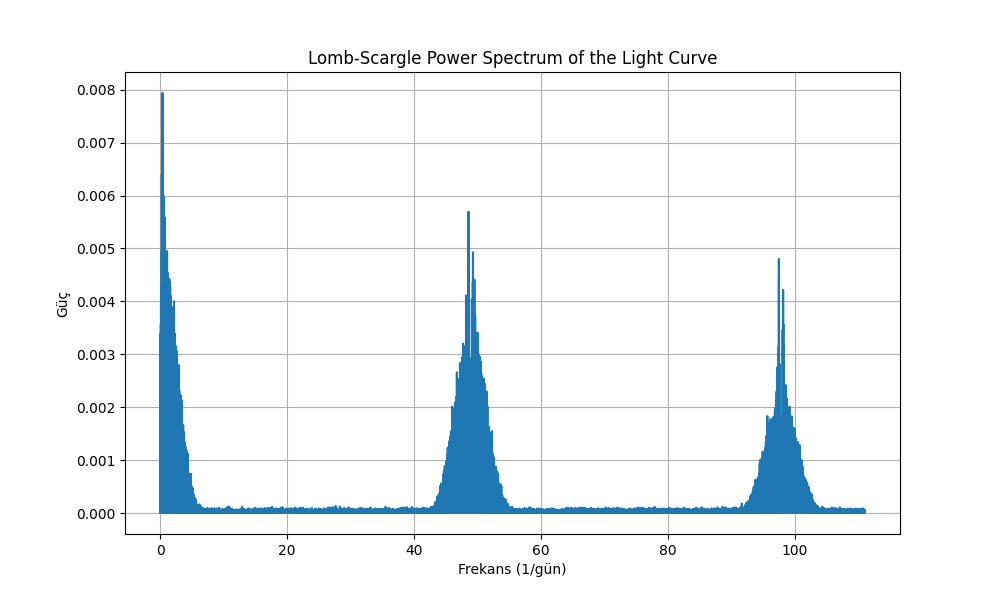 Lomb-Scargle Power Spectrum of the Light Curve
0.008
0.007
0.006
0.005
0.004
0.003
0.002
0.001
0.000
Güç
0 20 40 60 80 100
Frekans (1/gün)